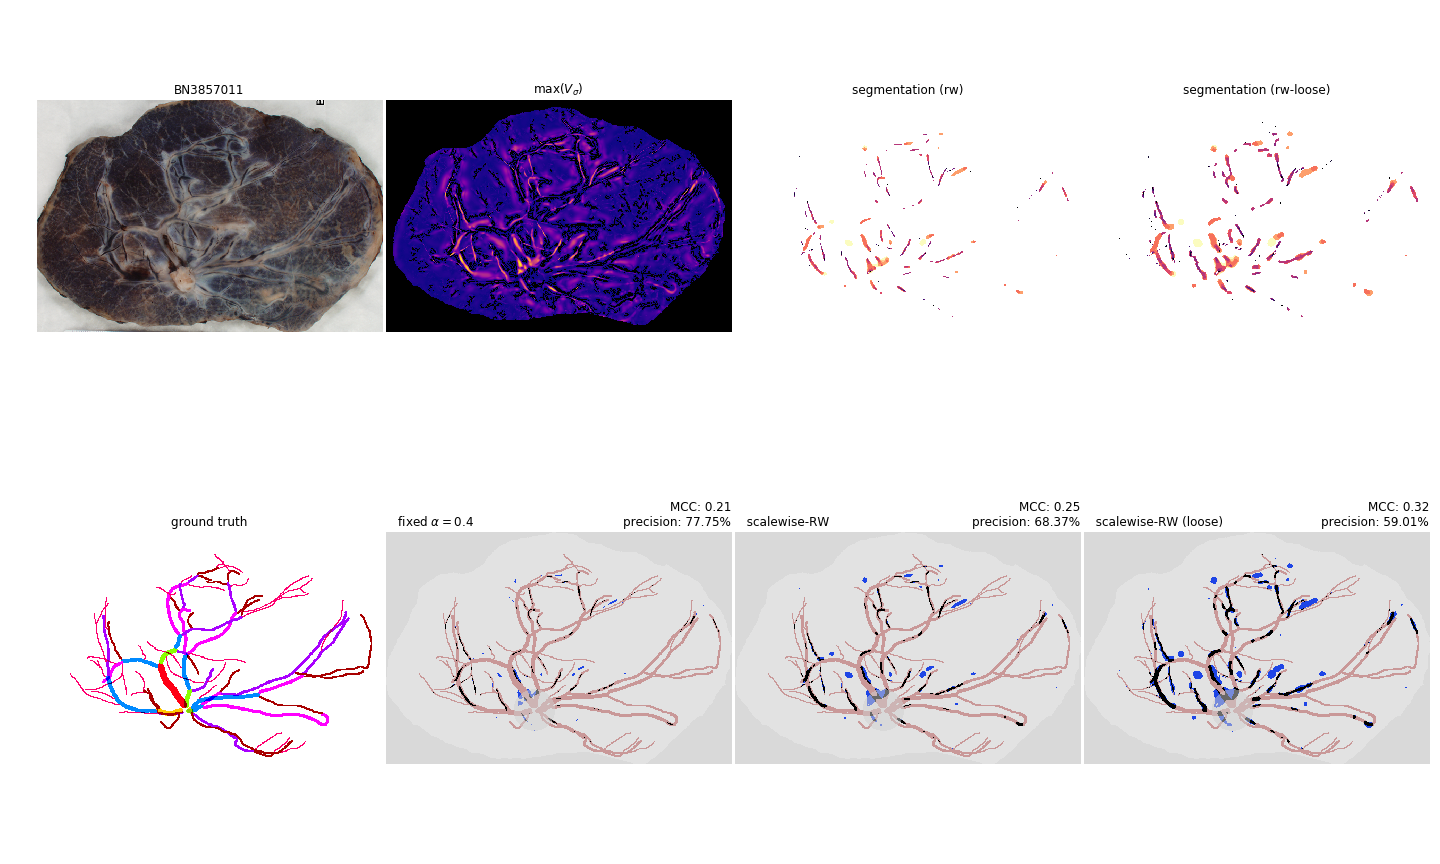 BN3857011
max(V_σ)
segmentation (rw)
segmentation (rw-loose)
ground truth
fixed α = 0.4
MCC: 0.21
precision: 77.75%
scalewise-RW
MCC: 0.25
precision: 68.37%
scalewise-RW (loose)
MCC: 0.32
precision: 59.01%